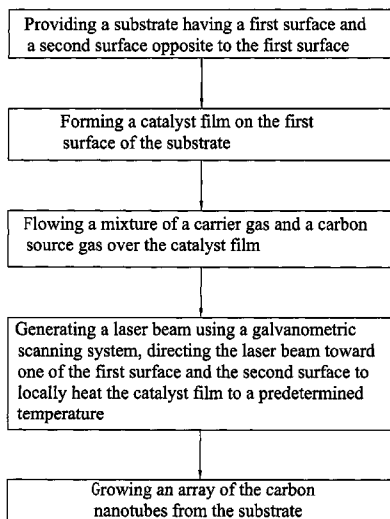 Providing a substrate having a first surface and
a second surface opposite to the first surface
Forming a catalyst film on the first
surface of the substrate
Flowing a mixture of a carrier gas and a carbon
source gas over the catalyst film
Generating a laser beam using a galvanometric
scanning system, directing the laser beam toward
one of the first surface and the second surface to
locally heat the catalyst film to a predetermined
temperature
Growing an array of the carbon
nanotubes from the substrate